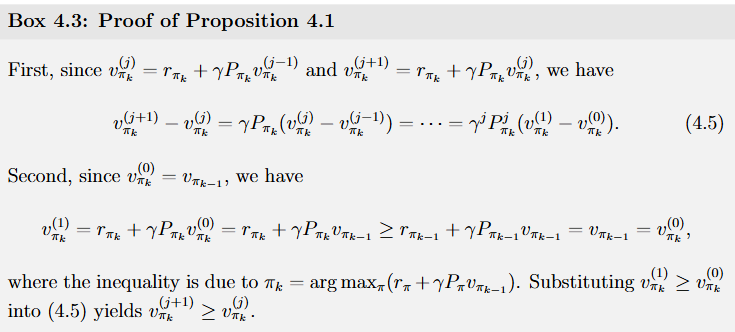 Box 4.3: Proof of Proposition 4.1
First, since $v_{\pi_k}^{(j)} = r_{\pi_k} + \gamma P_{\pi_k} v_{\pi_k}^{(j-1)}$ and $v_{\pi_k}^{(j+1)} = r_{\pi_k} + \gamma P_{\pi_k} v_{\pi_k}^{(j)}$, we have
$v_{\pi_k}^{(j+1)} - v_{\pi_k}^{(j)} = \gamma P_{\pi_k}(v_{\pi_k}^{(j)} - v_{\pi_k}^{(j-1)}) = \cdots = \gamma^j P_{\pi_k}^j (v_{\pi_k}^{(1)} - v_{\pi_k}^{(0)}).$ (4.5)
Second, since $v_{\pi_k}^{(0)} = v_{\pi_{k-1}}$, we have
$v_{\pi_k}^{(1)} = r_{\pi_k} + \gamma P_{\pi_k} v_{\pi_k}^{(0)} = r_{\pi_k} + \gamma P_{\pi_k} v_{\pi_{k-1}} \geq r_{\pi_{k-1}} + \gamma P_{\pi_{k-1}} v_{\pi_{k-1}} = v_{\pi_{k-1}} = v_{\pi_k}^{(0)},$
where the inequality is due to $\pi_k = \arg\max_\pi (r_\pi + \gamma P_\pi v_{\pi_{k-1}})$. Substituting $v_{\pi_k}^{(1)} \geq v_{\pi_k}^{(0)}$
into (4.5) yields $v_{\pi_k}^{(j+1)} \geq v_{\pi_k}^{(j)}$.